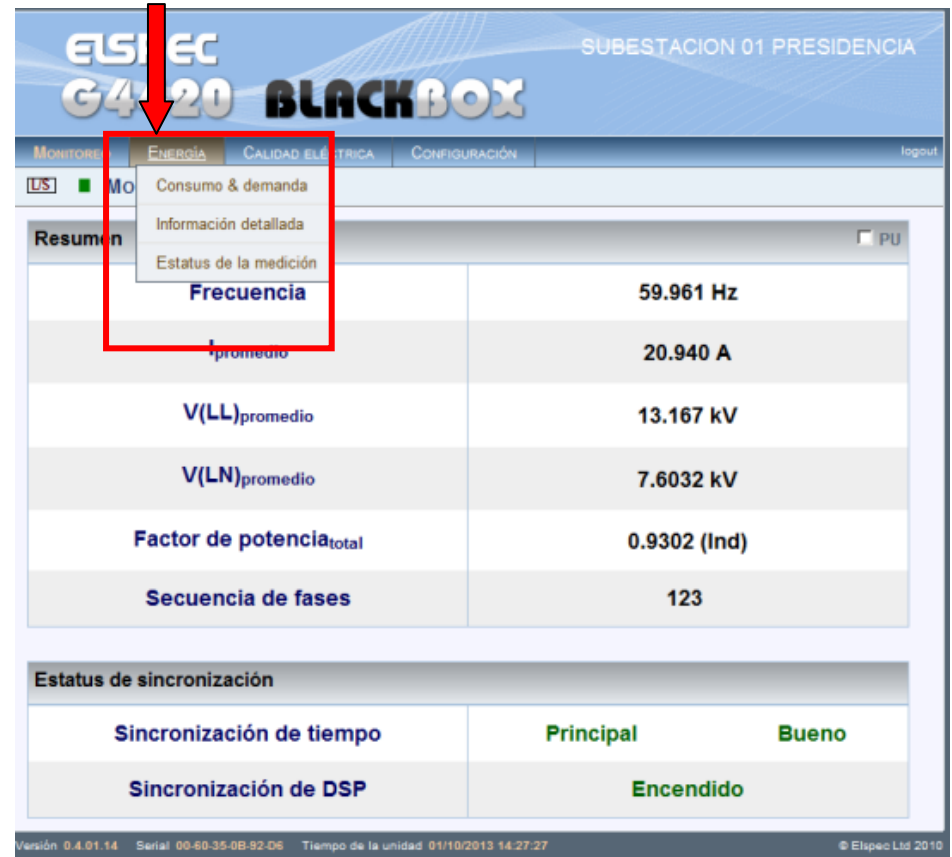 ELSPEC SUBESTACION 01 PRESIDENCIA
BLACKBOX
MONITOREO ENERGÍA CALIDAD ELÉCTRICA CONFIGURACIÓN logout
L/S Mo
Consumo & demanda
Información detallada
Estatus de la medición
Resumen PU
Frecuencia 59.961 Hz
Ipromedio 20.940 A
V(LL)promedio 13.167 kV
V(LN)promedio 7.6032 kV
Factor de potenciatotal 0.9302 (Ind)
Secuencia de fases 123
Estatus de sincronización
Sincronización de tiempo Principal Bueno
Sincronización de DSP Encendido
Versión 0.4.01.14 Serial 00-60-35-0B-92-D6 Tiempo de la unidad 01/10/2013 14:27:27 © Elspec Ltd 2010